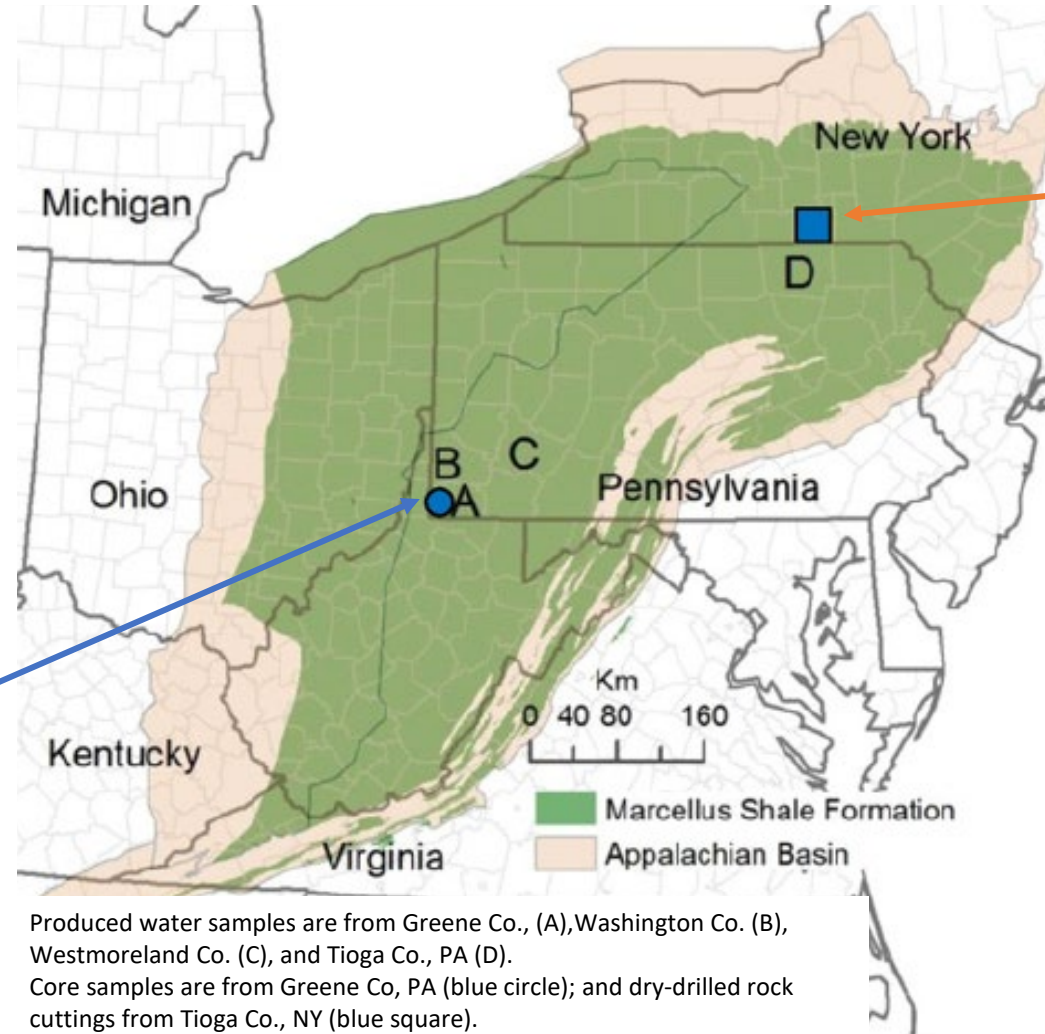 New York
Michigan
D
B
C
A
Ohio
Pennsylvania
Km
0 40 80 160
Kentucky
Marcellus Shale Formation
Appalachian Basin
Virginia
Produced water samples are from Greene Co., (A),Washington Co. (B),
Westmoreland Co. (C), and Tioga Co., PA (D).
Core samples are from Greene Co, PA (blue circle); and dry-drilled rock
cuttings from Tioga Co., NY (blue square).